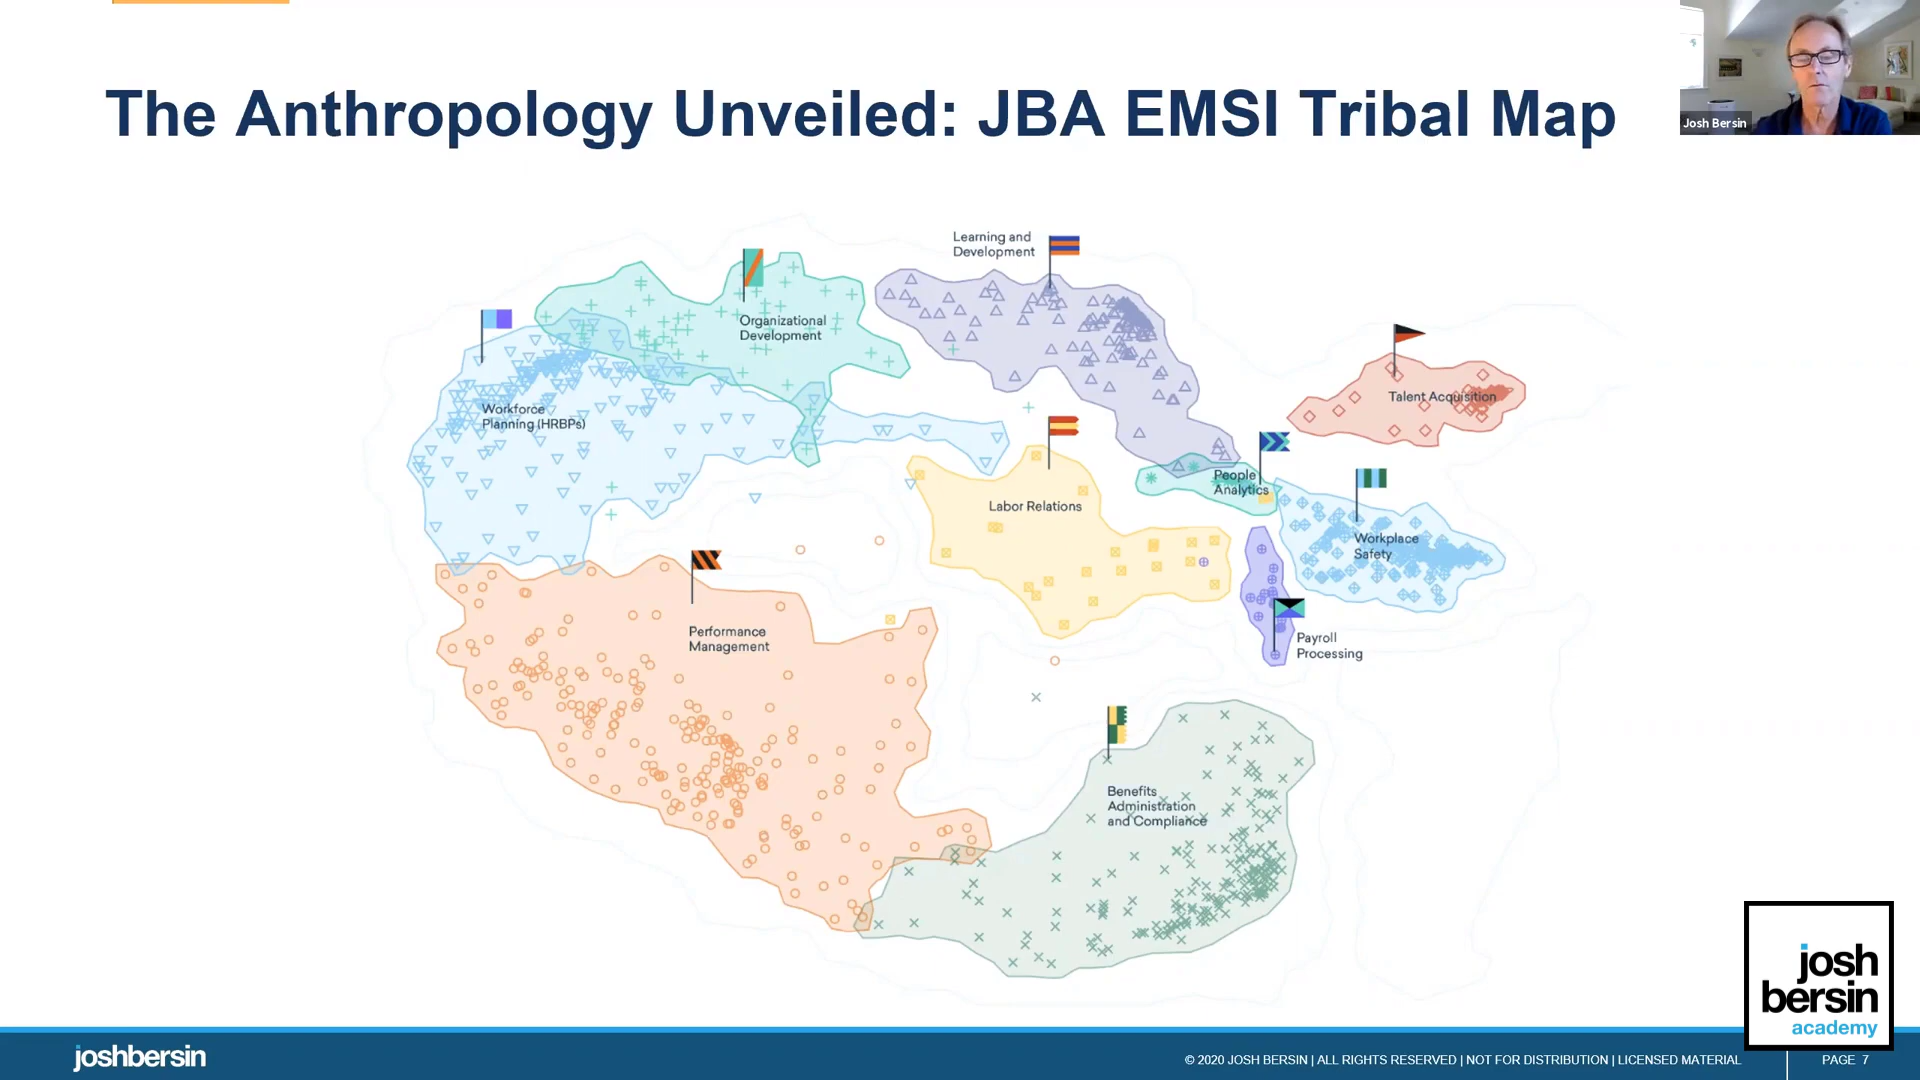 The Anthropology Unveiled: JBA EMSI Tribal Map
Josh Bersin
Learning and
Development
Organizational
Development
Workforce
Planning (HRBPs)
Talent Acquisition
People
Analytics
Labor Relations
Workplace
Safety
Performance
Management
Payroll
Processing
Benefits
Administration
and Compliance
josh
bersin
academy
joshbersin
© 2020 JOSH BERSIN | ALL RIGHTS RESERVED | NOT FOR DISTRIBUTION | LICENSED MATERIAL
PAGE 7